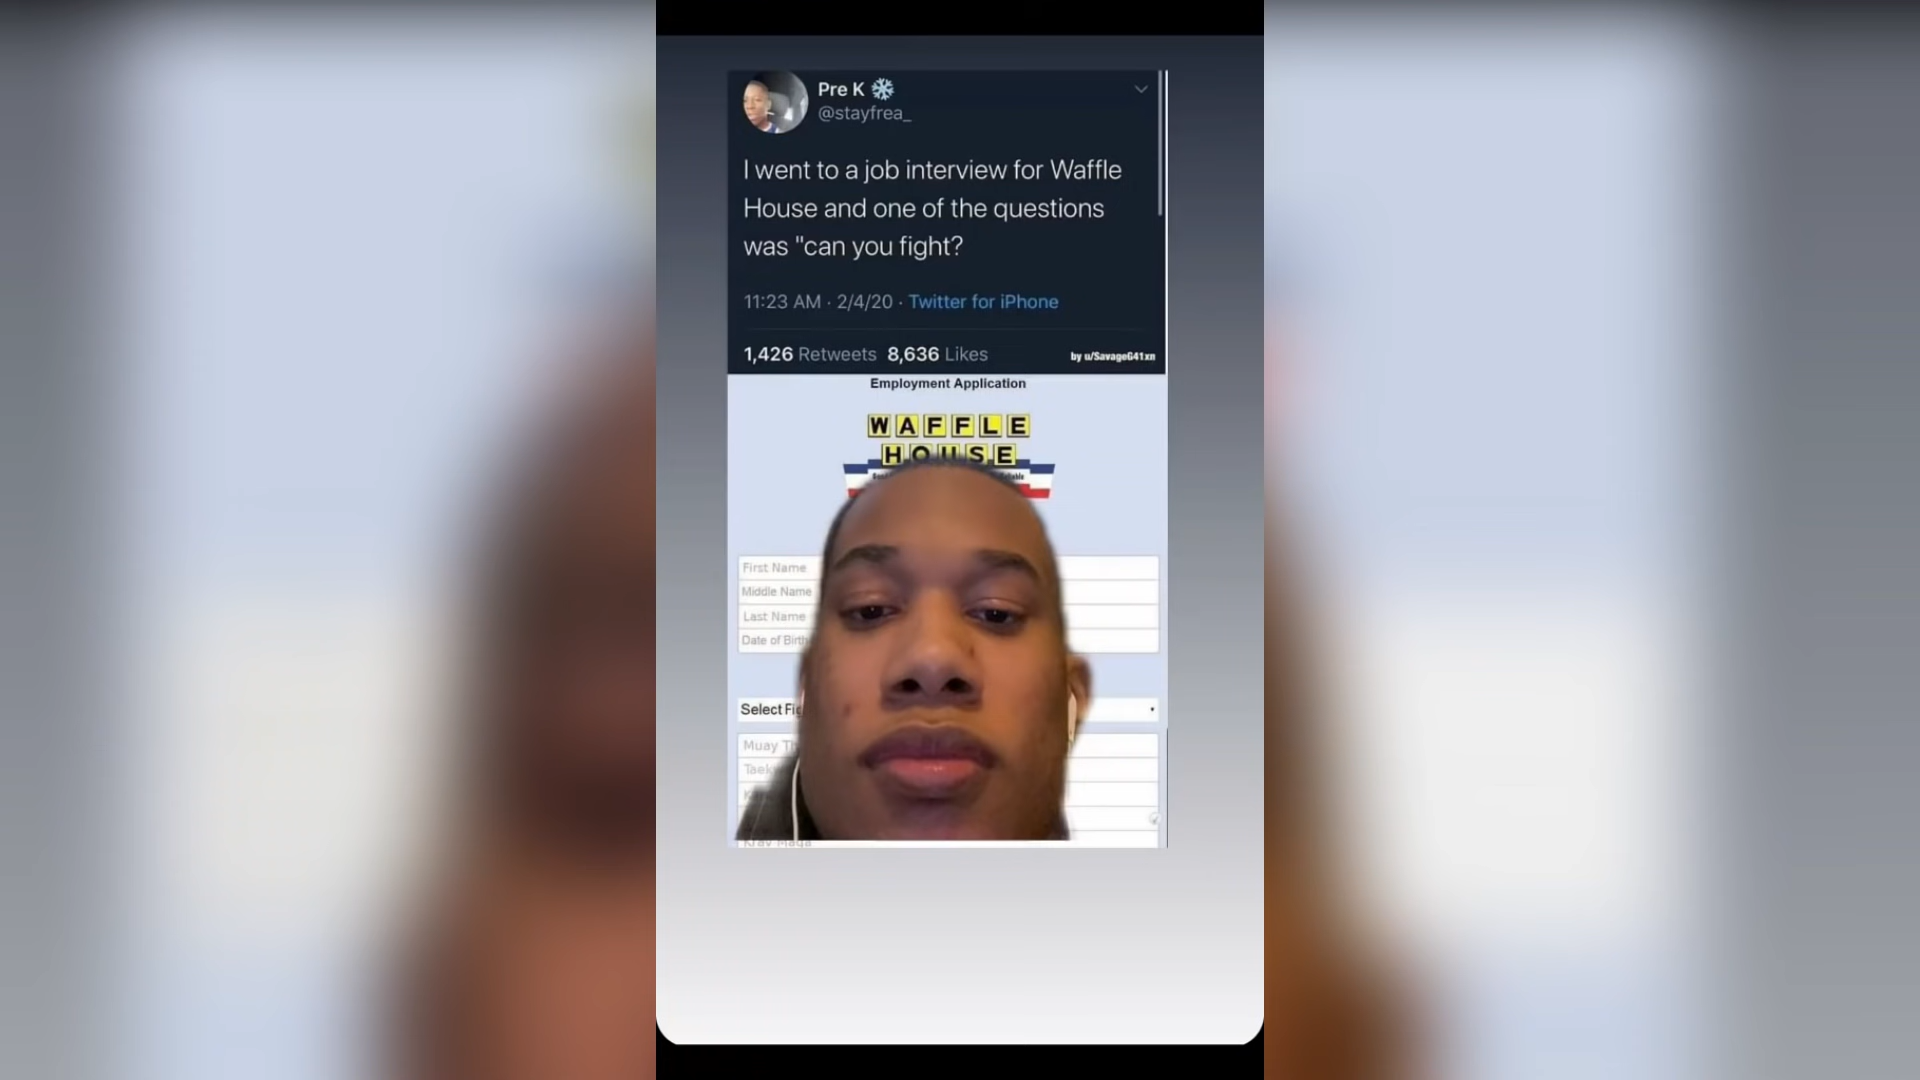 Pre K
@stayfrea_
I went to a job interview for Waffle
House and one of the questions
was "can you fight?
11:23 AM · 2/4/20 · Twitter for iPhone
1,426 Retweets 8,636 Likes
by u/SavageG41xn
Employment Application
WAFFLE
HOUSE
First Name
Middle Name
Last Name
Date of Birth
Select
Muay
Krav Maga